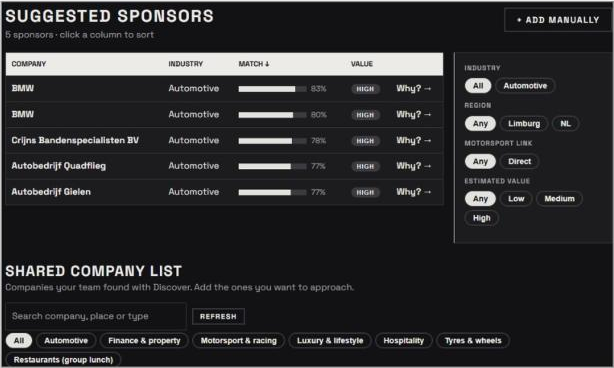 SUGGESTED SPONSORS
+ ADD MANUALLY
5 sponsors · click a column to sort
COMPANY INDUSTRY MATCH ↓ VALUE
BMW Automotive 83% HIGH Why? →
BMW Automotive 80% HIGH Why? →
Crijns Bandenspecialisten BV Automotive 78% HIGH Why? →
Autobedrijf Quadflieg Automotive 77% HIGH Why? →
Autobedrijf Gielen Automotive 77% HIGH Why? →
INDUSTRY
All Automotive
REGION
Any Limburg NL
MOTORSPORT LINK
Any Direct
ESTIMATED VALUE
Any Low Medium
High
SHARED COMPANY LIST
Companies your team found with Discover. Add the ones you want to approach.
Search company, place or type REFRESH
All Automotive Finance & property Motorsport & racing Luxury & lifestyle Hospitality Tyres & wheels
Restaurants (group lunch)